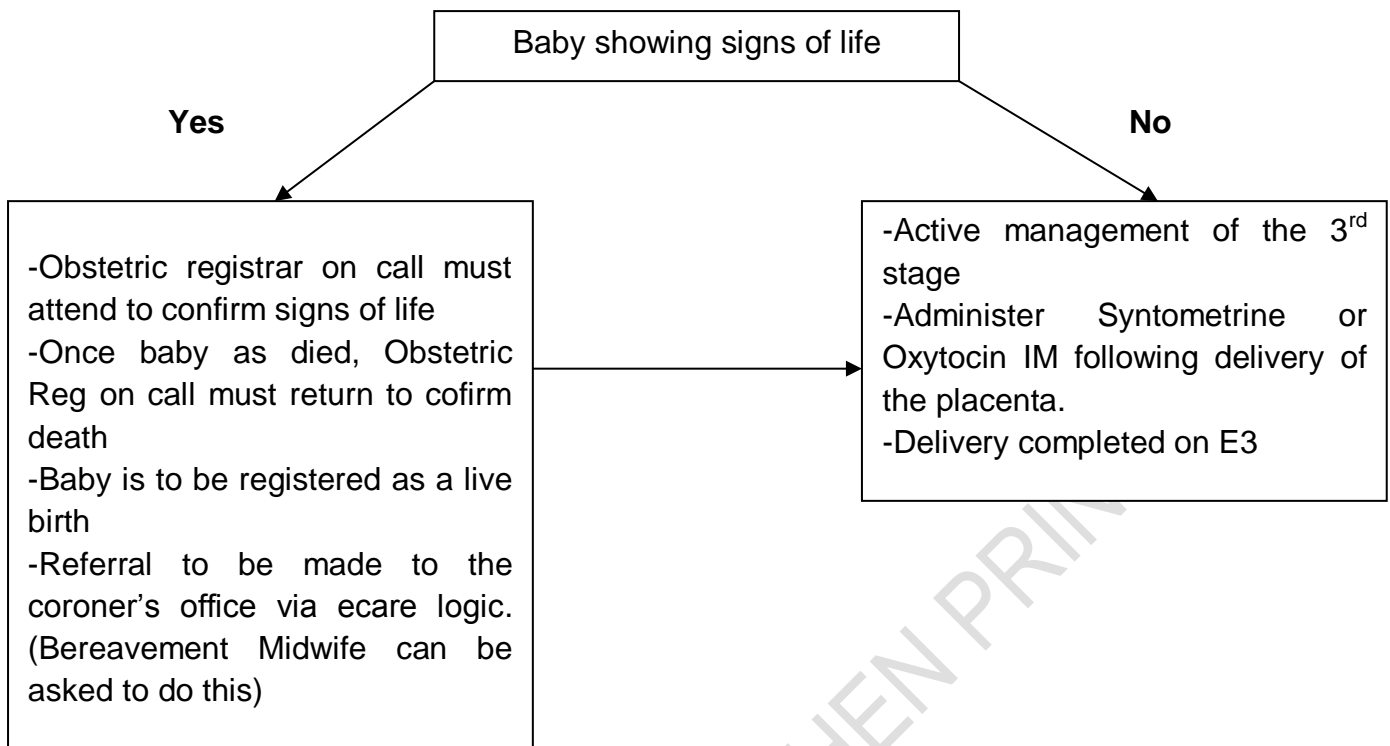 Baby showing signs of life
Yes
No
-Obstetric registrar on call must
attend to confirm signs of life
-Once baby as died, Obstetric
Reg on call must return to cofirm
death
-Baby is to be registered as a live
birth
-Referral to be made to the
coroner’s office via ecare logic.
(Bereavement Midwife can be
asked to do this)
-Active management of the 3rd
stage
-Administer Syntometrine or
Oxytocin IM following delivery of
the placenta.
-Delivery completed on E3